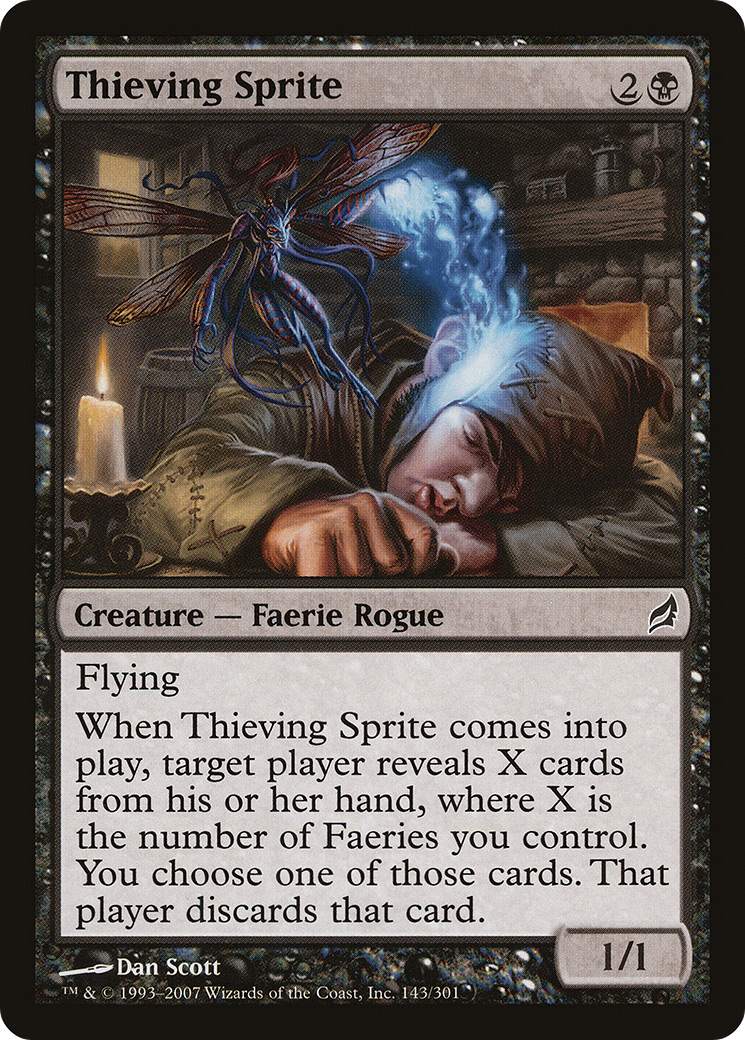 Thieving Sprite 2
Creature — Faerie Rogue
Flying
When Thieving Sprite comes into
play, target player reveals X cards
from his or her hand, where X is
the number of Faeries you control.
You choose one of those cards. That
player discards that card.
1/1
Dan Scott
™ & © 1993–2007 Wizards of the Coast, Inc. 143/301